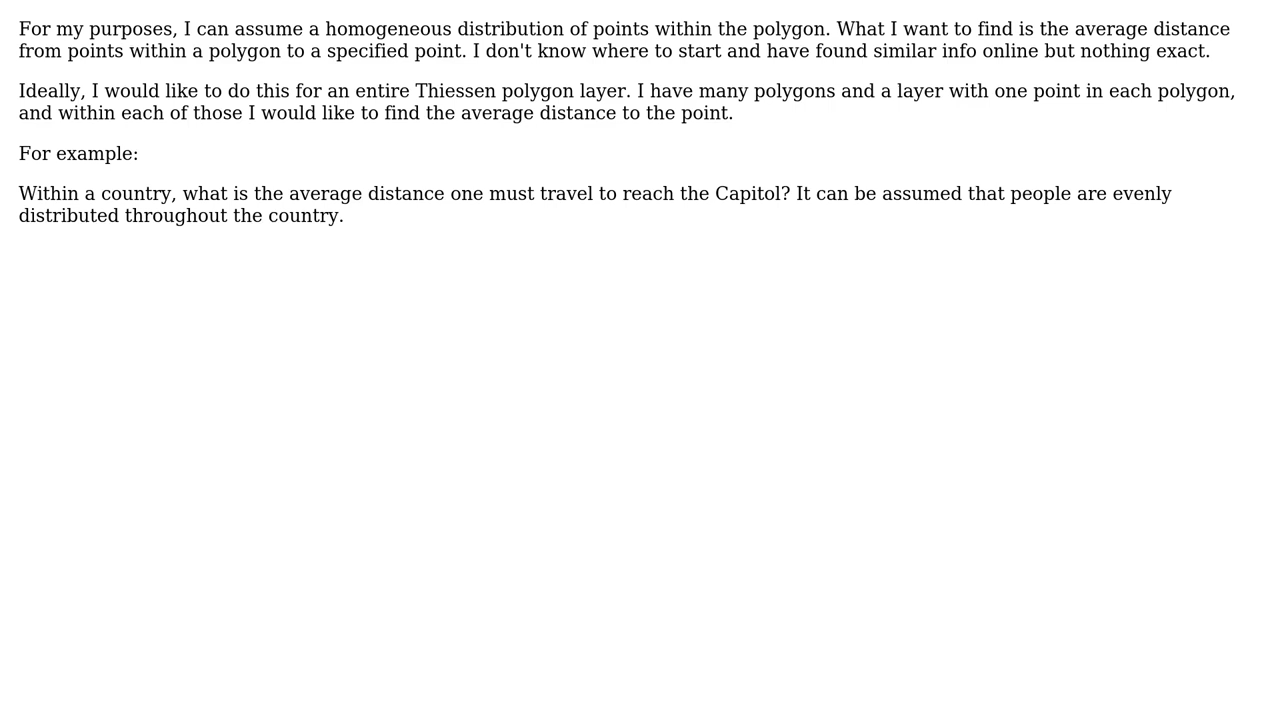 For my purposes, I can assume a homogeneous distribution of points within the polygon. What I want to find is the average distance
from points within a polygon to a specified point. I don't know where to start and have found similar info online but nothing exact.
Ideally, I would like to do this for an entire Thiessen polygon layer. I have many polygons and a layer with one point in each polygon,
and within each of those I would like to find the average distance to the point.
For example:
Within a country, what is the average distance one must travel to reach the Capitol? It can be assumed that people are evenly
distributed throughout the country.